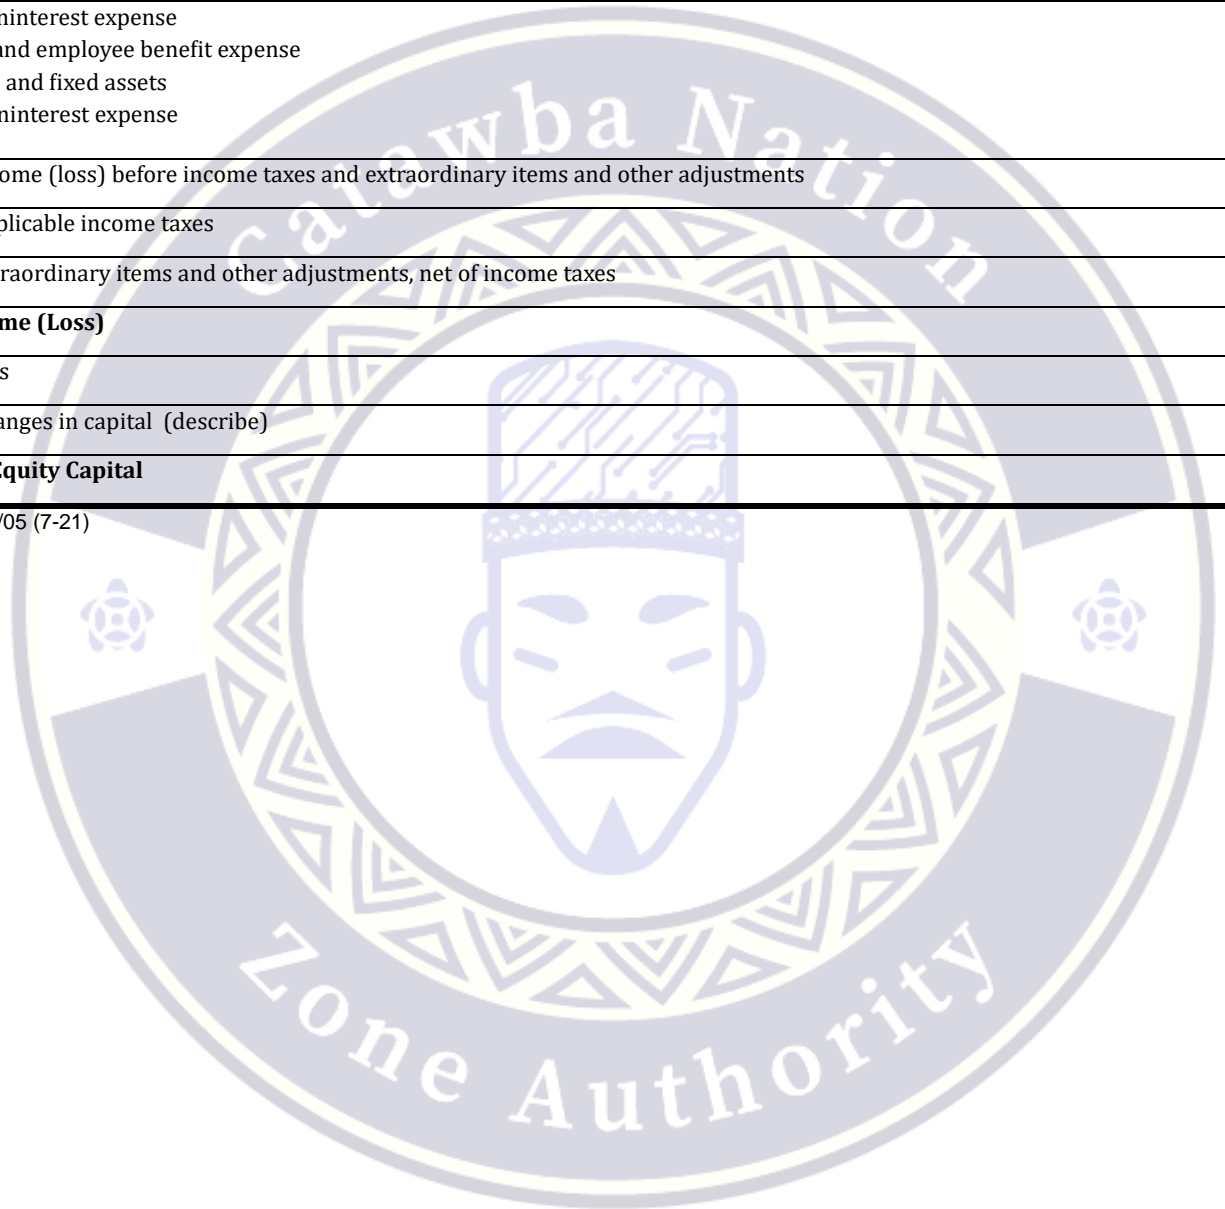 ninterest expense
and employee benefit expense
and fixed assets
ninterest expense
ome (loss) before income taxes and extraordinary items and other adjustments
plicable income taxes
raordinary items and other adjustments, net of income taxes
me (Loss)
s
anges in capital (describe)
Equity Capital
/05 (7-21)
Catawba Nation
Zone Authority